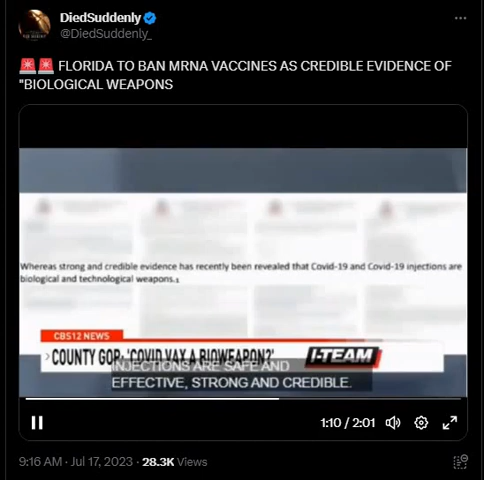 DiedSuddenly
@DiedSuddenly_
🚨🚨 FLORIDA TO BAN MRNA VACCINES AS CREDIBLE EVIDENCE OF
"BIOLOGICAL WEAPONS
Whereas strong and credible evidence has recently been revealed that Covid-19 and Covid-19 injections are
biological and technological weapons.
CBS12 NEWS
COUNTY GOP: 'COVID VAX A BIOWEAPON?'
I-TEAM
INJECTIONS ARE SAFE AND
EFFECTIVE, STRONG AND CREDIBLE.
1:10 / 2:01
9:16 AM · Jul 17, 2023 · 28.3K Views